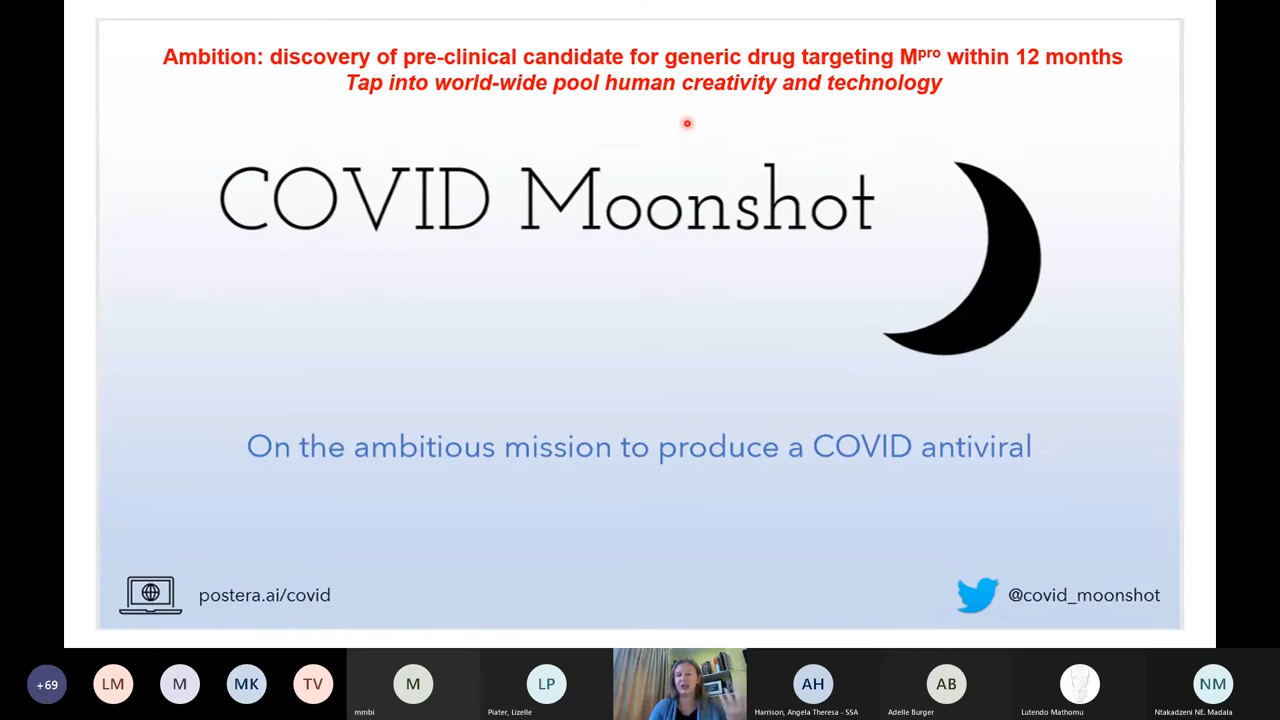 Ambition: discovery of pre-clinical candidate for generic drug targeting Mᵖʳᵒ within 12 months
Tap into world-wide pool human creativity and technology
COVID Moonshot
On the ambitious mission to produce a COVID antiviral
postera.ai/covid
@covid_moonshot
+69
LM
M
MK
TV
M
LP
AH
AB
NM
mmbi
Piater, Lizelle
Harrison, Angela Theresa - SSA
Adelle Burger
Lutendo Mathomu
Ntakadzeni NE, Madala